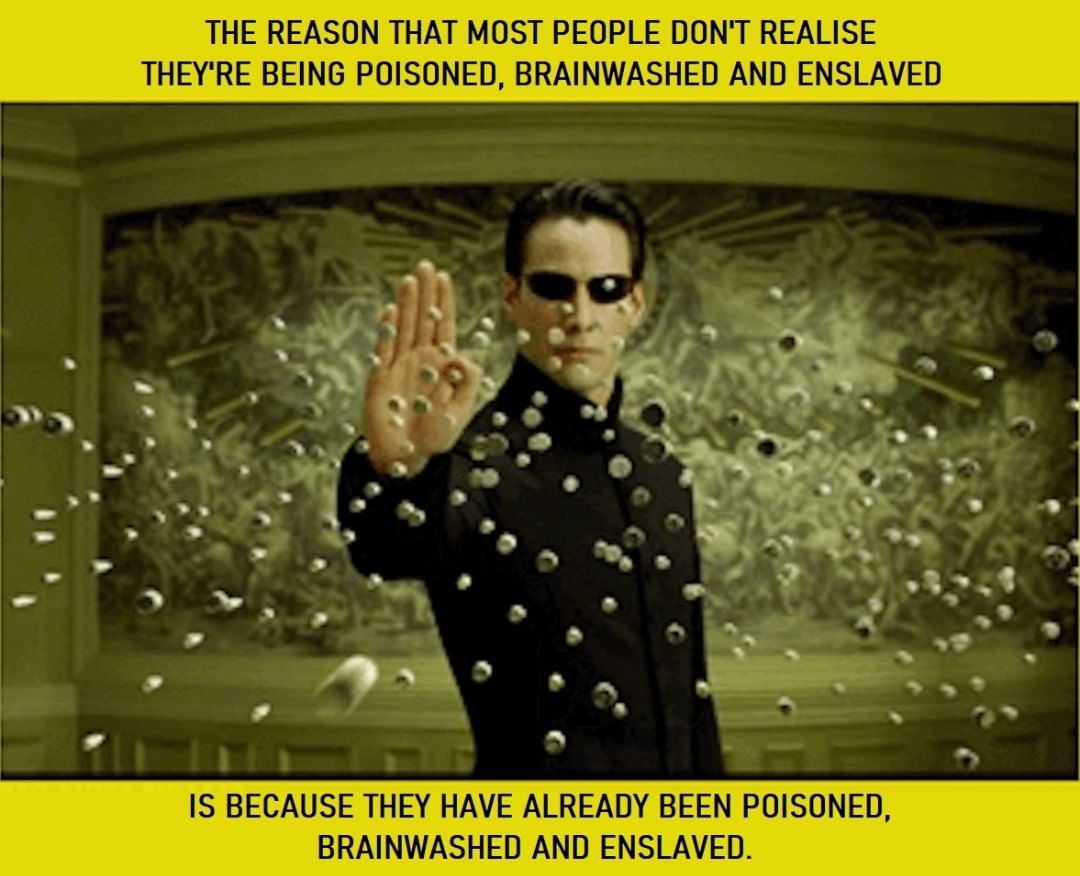 THE REASON THAT MOST PEOPLE DON'T REALISE
THEY'RE BEING POISONED, BRAINWASHED AND ENSLAVED
IS BECAUSE THEY HAVE ALREADY BEEN POISONED,
BRAINWASHED AND ENSLAVED.